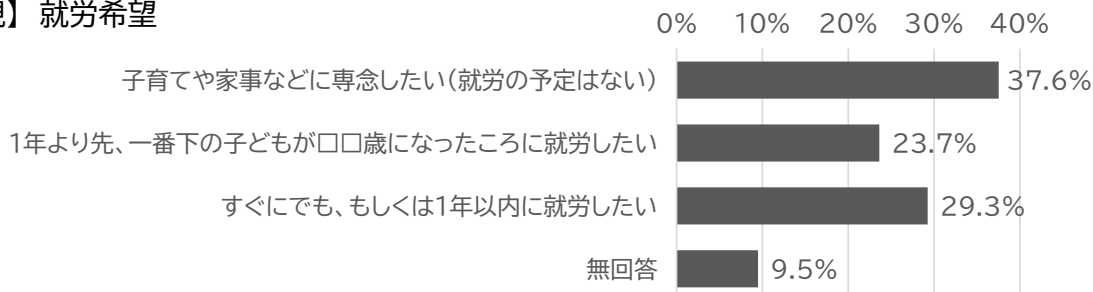 】就労希望
0% 10% 20% 30% 40%
子育てや家事などに専念したい（就労の予定はない） 37.6%
1年より先、一番下の子どもが□□歳になったころに就労したい 23.7%
すぐにでも、もしくは1年以内に就労したい 29.3%
無回答 9.5%